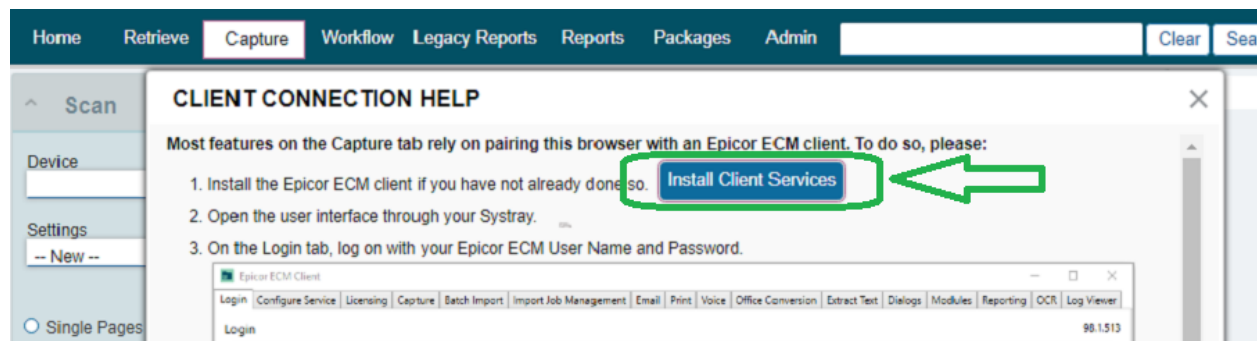 Home Retrieve Capture Workflow Legacy Reports Reports Packages Admin Clear Sea
Scan
CLIENT CONNECTION HELP
Most features on the Capture tab rely on pairing this browser with an Epicor ECM client. To do so, please:
Device
1. Install the Epicor ECM client if you have not already done so. Install Client Services
2. Open the user interface through your Systray.
Settings
-- New --
3. On the Login tab, log on with your Epicor ECM User Name and Password.
Epicor ECM Client
Login Configure Service Licensing Capture Batch Import Import Job Management Email Print Voice Office Conversion Extract Text Dialogs Modules Reporting OCR Log Viewer
Single Pages
Login 98.1.513